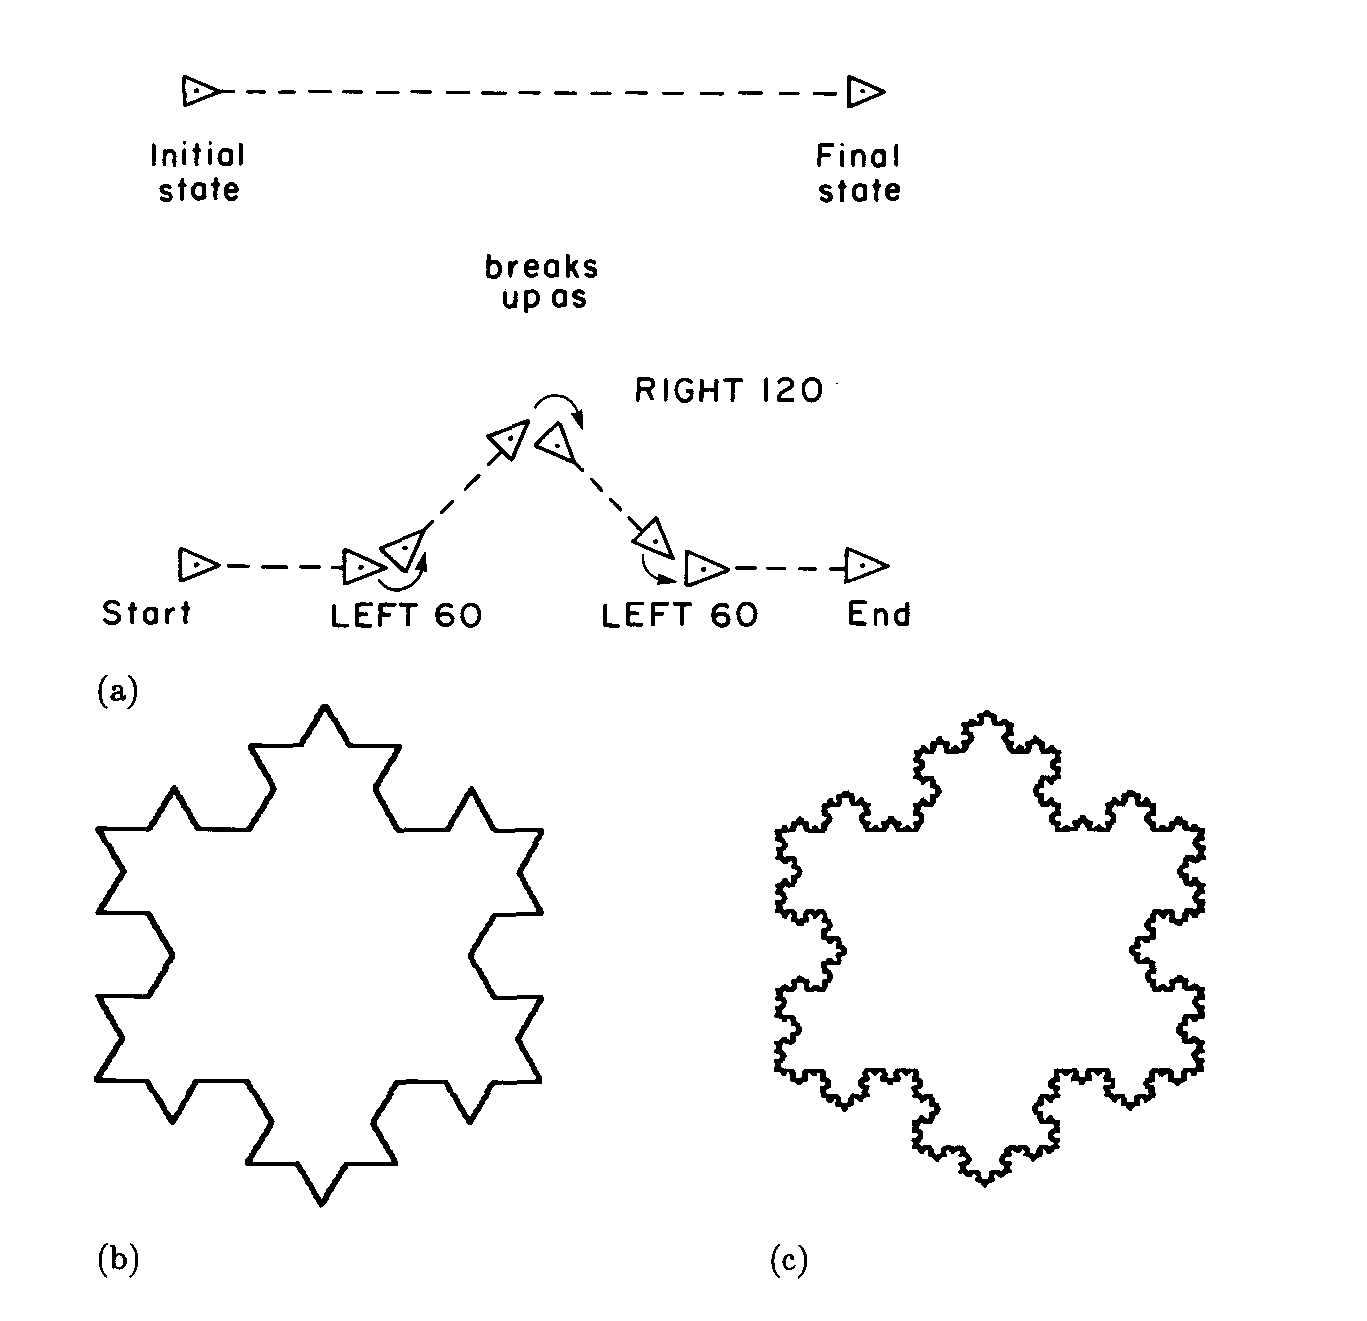 Initial
state
Final
state
breaks
up as
RIGHT 120
Start
LEFT 60
LEFT 60
End
(a)
(b)
(c)